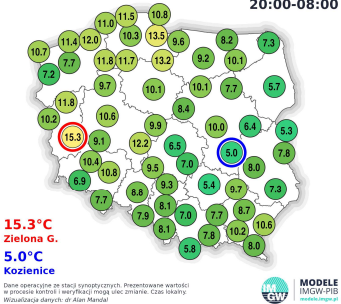 20:00-08:00
11.5 10.8
11.0
11.4 12.0 10.3 13.5 9.6 8.2 7.3
10.7
7.7 11.8 11.7 13.2 9.2 10.1
7.2
9.7 10.1 10.1 7.7 5.7
11.8
8.4
10.2 10.6 9.9 10.0 6.4 5.3
15.3 9.1 12.2 6.5 5.0 7.8
10.4 7.0
10.8 9.5 8.0
6.9 9.3 5.4
8.8 9.7 7.3
7.7
8.1 8.7
7.9 7.0 7.7
8.1 10.6
7.8 10.2
5.8 8.0
15.3°C
Zielona G.
5.0°C
Kozienice
Dane operacyjne ze stacji synoptycznych. Prezentowane wartości
w procesie kontroli i weryfikacji mogą ulec zmianie. Czas lokalny.
Wizualizacja danych: dr Alan Mandal
IM
GW
MODELE
IMGW-PIB
modele.imgw.pl